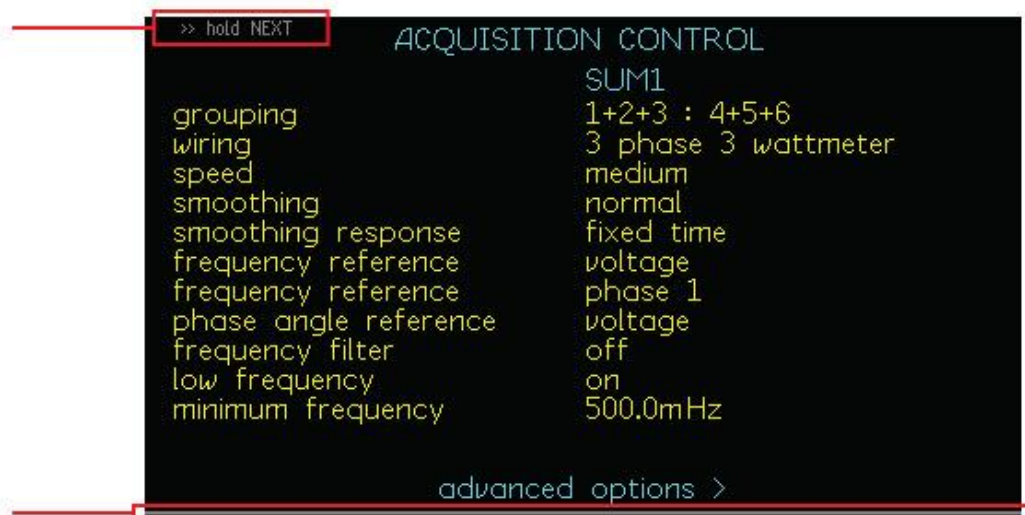 >> hold NEXT
ACQUISITION CONTROL
SUM1
grouping 1+2+3 : 4+5+6
wiring 3 phase 3 wattmeter
speed medium
smoothing normal
smoothing response fixed time
frequency reference voltage
frequency reference phase 1
phase angle reference voltage
frequency filter off
low frequency on
minimum frequency 500.0mHz
advanced options >